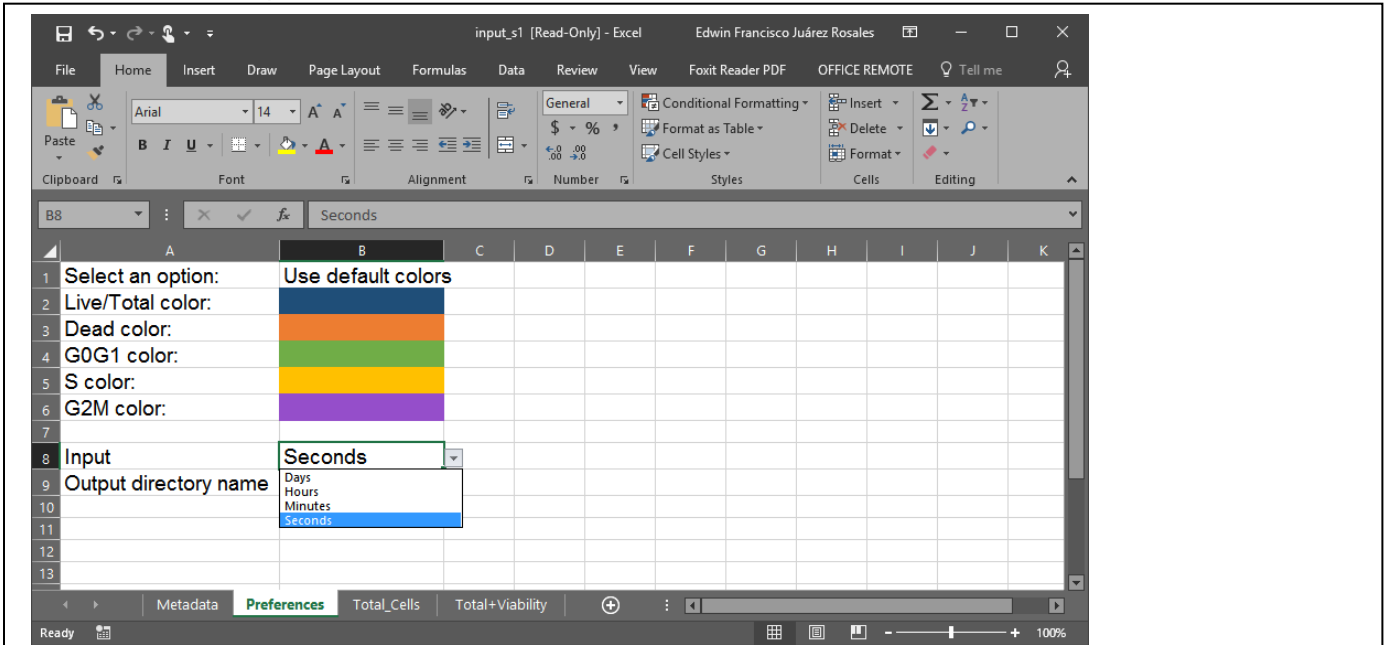 input_s1 [Read-Only] - Excel Edwin Francisco Juárez Rosales
File Home Insert Draw Page Layout Formulas Data Review View Foxit Reader PDF OFFICE REMOTE Tell me
Arial 14 A A General Conditional Formatting Insert Σ A Z
Paste $ % , Format as Table Delete
B I U A .00 .00 Cell Styles Format
Clipboard Font Alignment Number Styles Cells Editing
B8 fx Seconds
A B C D E F G H I J K
1 Select an option: Use default colors
2 Live/Total color:
3 Dead color:
4 G0G1 color:
5 S color:
6 G2M color:
7
8 Input Seconds
9 Output directory name
Days
Hours
Minutes
Seconds
10
11
12
13
Metadata Preferences Total_Cells Total+Viability
Ready 100%